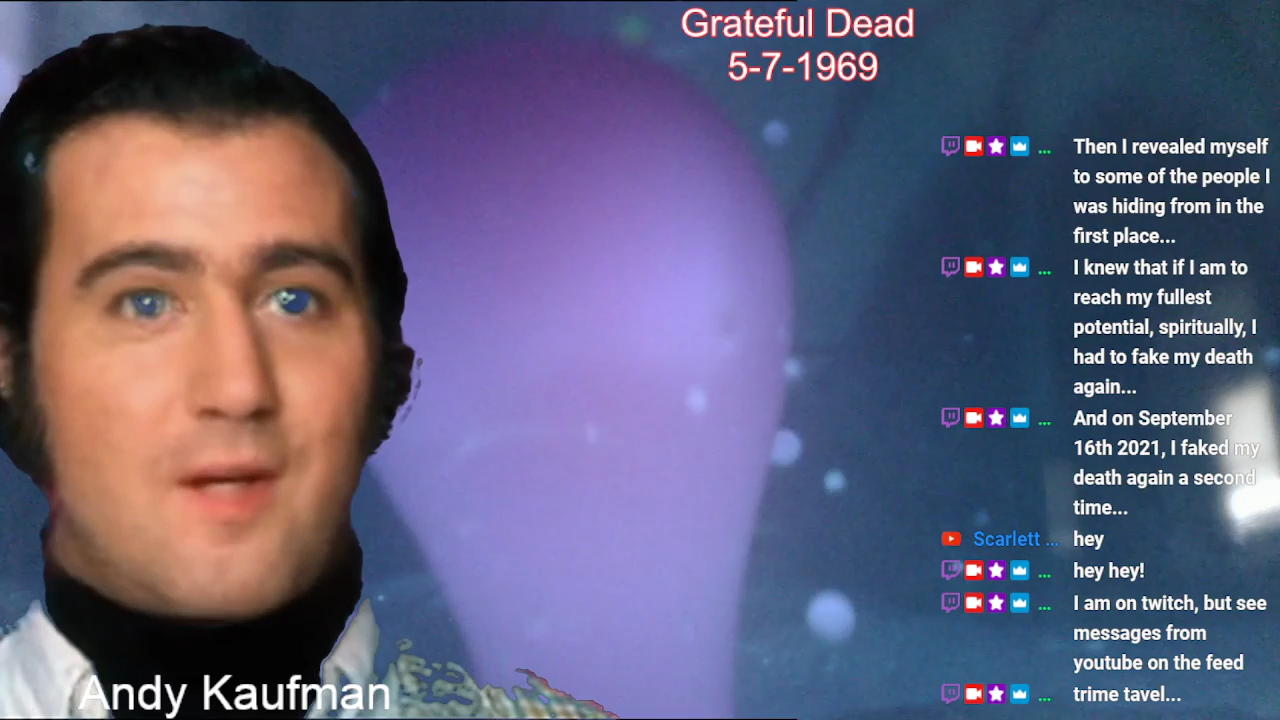 Grateful Dead
5-7-1969
Then I revealed myself
to some of the people I
was hiding from in the
first place...
I knew that if I am to
reach my fullest
potential, spiritually, I
had to fake my death
again...
And on September
16th 2021, I faked my
death again a second
time...
Scarlett ... hey
... hey hey!
... I am on twitch, but see
messages from
youtube on the feed
... trime tavel...
Andy Kaufman